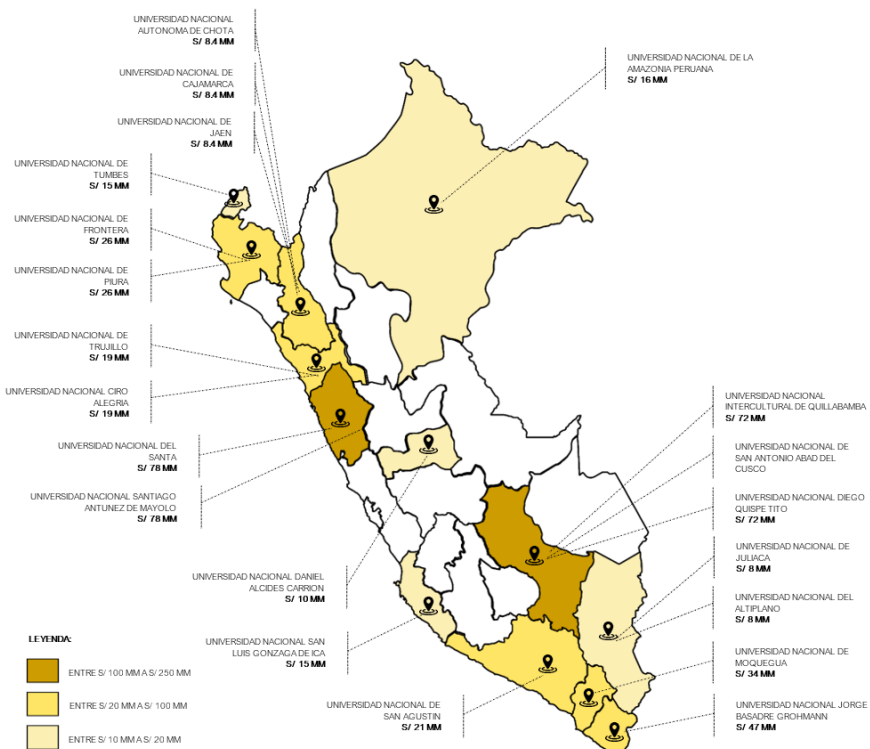 UNIVERSIDAD NACIONAL
AUTONOMA DE CHOTA
S/ 8.4 MM
UNIVERSIDAD NACIONAL DE
CAJAMARCA
S/ 8.4 MM
UNIVERSIDAD NACIONAL DE
JAEN
S/ 8.4 MM
UNIVERSIDAD NACIONAL DE
TUMBES
S/ 15 MM
UNIVERSIDAD NACIONAL DE
FRONTERA
S/ 26 MM
UNIVERSIDAD NACIONAL DE
PIURA
S/ 26 MM
UNIVERSIDAD NACIONAL DE
TRUJILLO
S/ 19 MM
UNIVERSIDAD NACIONAL CIRO
ALEGRIA
S/ 19 MM
UNIVERSIDAD NACIONAL DEL
SANTA
S/ 78 MM
UNIVERSIDAD NACIONAL SANTIAGO
ANTUNEZ DE MAYOLO
S/ 78 MM
UNIVERSIDAD NACIONAL DANIEL
ALCIDES CARRION
S/ 10 MM
UNIVERSIDAD NACIONAL SAN
LUIS GONZAGA DE ICA
S/ 15 MM
UNIVERSIDAD NACIONAL DE
SAN AGUSTIN
S/ 21 MM
UNIVERSIDAD NACIONAL DE LA
AMAZONIA PERUANA
S/ 16 MM
UNIVERSIDAD NACIONAL
INTERCULTURAL DE QUILLABAMBA
S/ 72 MM
UNIVERSIDAD NACIONAL DE
SAN ANTONIO ABAD DEL
CUSCO
UNIVERSIDAD NACIONAL DIEGO
QUISPE TITO
S/ 72 MM
UNIVERSIDAD NACIONAL DE
JULIACA
S/ 8 MM
UNIVERSIDAD NACIONAL DEL
ALTIPLANO
S/ 8 MM
UNIVERSIDAD NACIONAL DE
MOQUEGUA
S/ 34 MM
UNIVERSIDAD NACIONAL JORGE
BASADRE GROHMANN
S/ 47 MM
LEYENDA:
ENTRE S/ 100 MM A S/ 250 MM
ENTRE S/ 20 MM A S/ 100 MM
ENTRE S/ 10 MM A S/ 20 MM